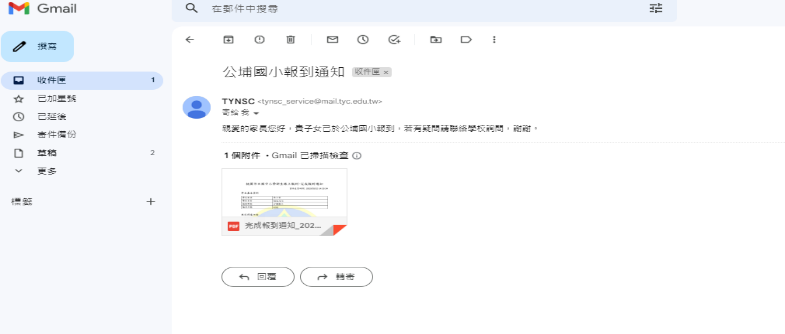 Gmail
在郵件中搜尋
撰寫
收件匣 1
已加星號
已延後
寄件備份
草稿 2
更多
標籤
公埔國小報到通知 收件匣 ×
TYNSC <tynsc_service@mail.tyc.edu.tw>
寄給 我
親愛的家長您好，貴子女已於公埔國小報到，若有疑問請聯絡學校詢問，謝謝。
1 個附件 • Gmail 已掃描檢查
PDF 完成報到通知_202...
回覆
轉寄